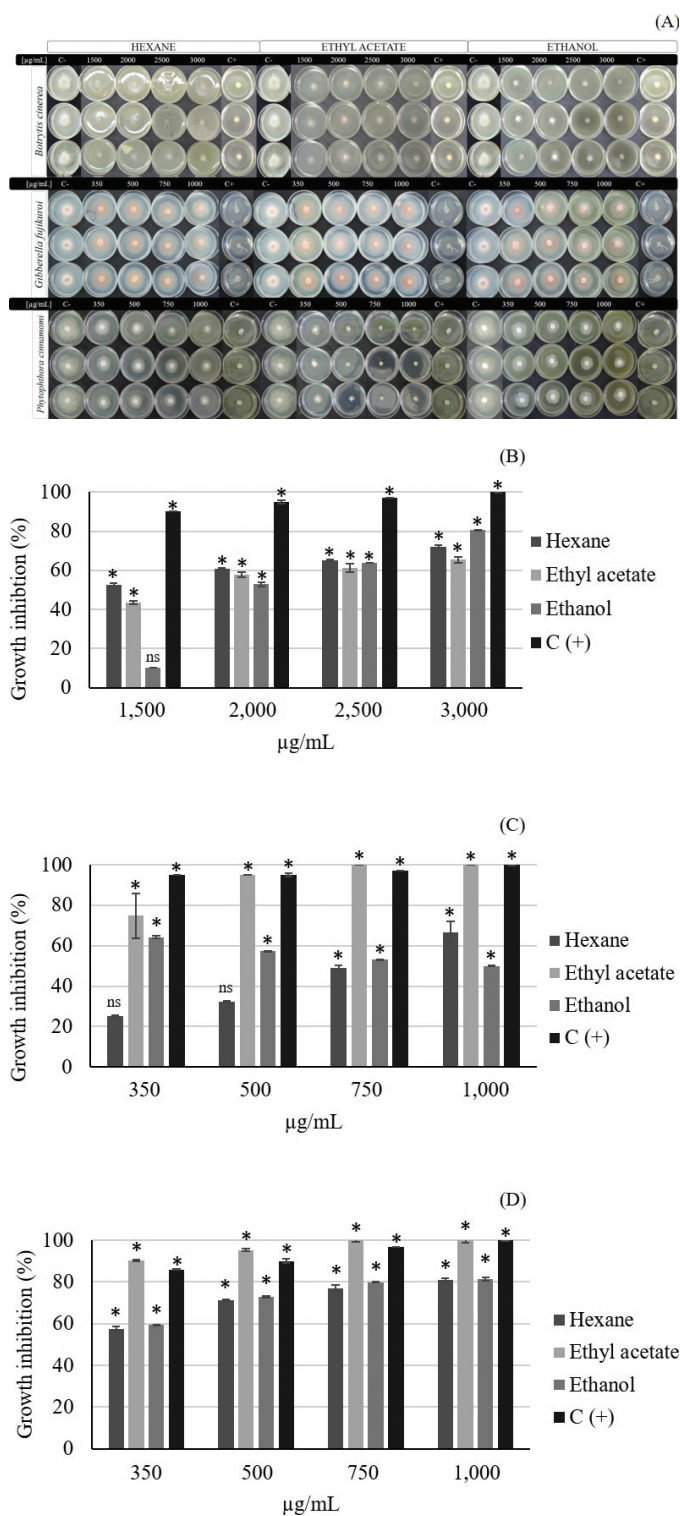 (A)
HEXANE ETHYL ACETATE ETHANOL
[µg/mL] C- 1500 2000 2500 3000 C+ C- 1500 2000 2500 3000 C+ C- 1500 2000 2500 3000 C+
Botrytis cinerea
[µg/mL] C- 350 500 750 1000 C+ C- 350 500 750 1000 C+ C- 350 500 750 1000 C+
Gibberella fujikuroi
[µg/mL] C- 350 500 750 1000 C+ C- 350 500 750 1000 C+ C- 350 500 750 1000 C+
Phytophthora cinnamomi
(B)
Growth inhibtion (%)
100
80
60
40
20
0
* * ns *
* * * *
* * * *
* * * *
1,500 2,000 2,500 3,000
µg/mL
Hexane
Ethyl acetate
Ethanol
C (+)
(C)
Growth inhibition (%)
100
80
60
40
20
0
ns * * *
ns * * *
* * * *
* * * *
350 500 750 1,000
µg/mL
Hexane
Ethyl acetate
Ethanol
C (+)
(D)
Growth inhibition (%)
100
80
60
40
20
0
* * * *
* * * *
* * * *
* * * *
350 500 750 1,000
µg/mL
Hexane
Ethyl acetate
Ethanol
C (+)